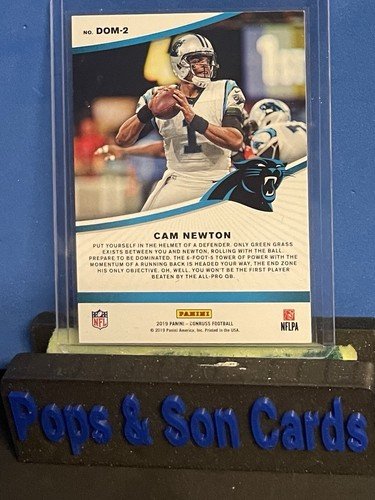 NO. DOM-2
1
CAM NEWTON
PUT YOURSELF IN THE HELMET OF A DEFENDER. ONLY GREEN GRASS
EXISTS BETWEEN YOU AND NEWTON, ROLLING WITH THE BALL.
PREPARE TO BE DOMINATED. THE 6-FOOT-5 TOWER OF POWER WITH THE
MOMENTUM OF A RUNNING BACK IS HEADED YOUR WAY, THE END ZONE
HIS ONLY OBJECTIVE. OH, WELL. YOU WON'T BE THE FIRST PLAYER
BEATEN BY THE ALL-PRO QB.
NFL
PANINI
NFLPA
2019 PANINI – DONRUSS FOOTBALL
© 2019 Panini America, Inc. Printed in the USA.
Pops & Son Cards